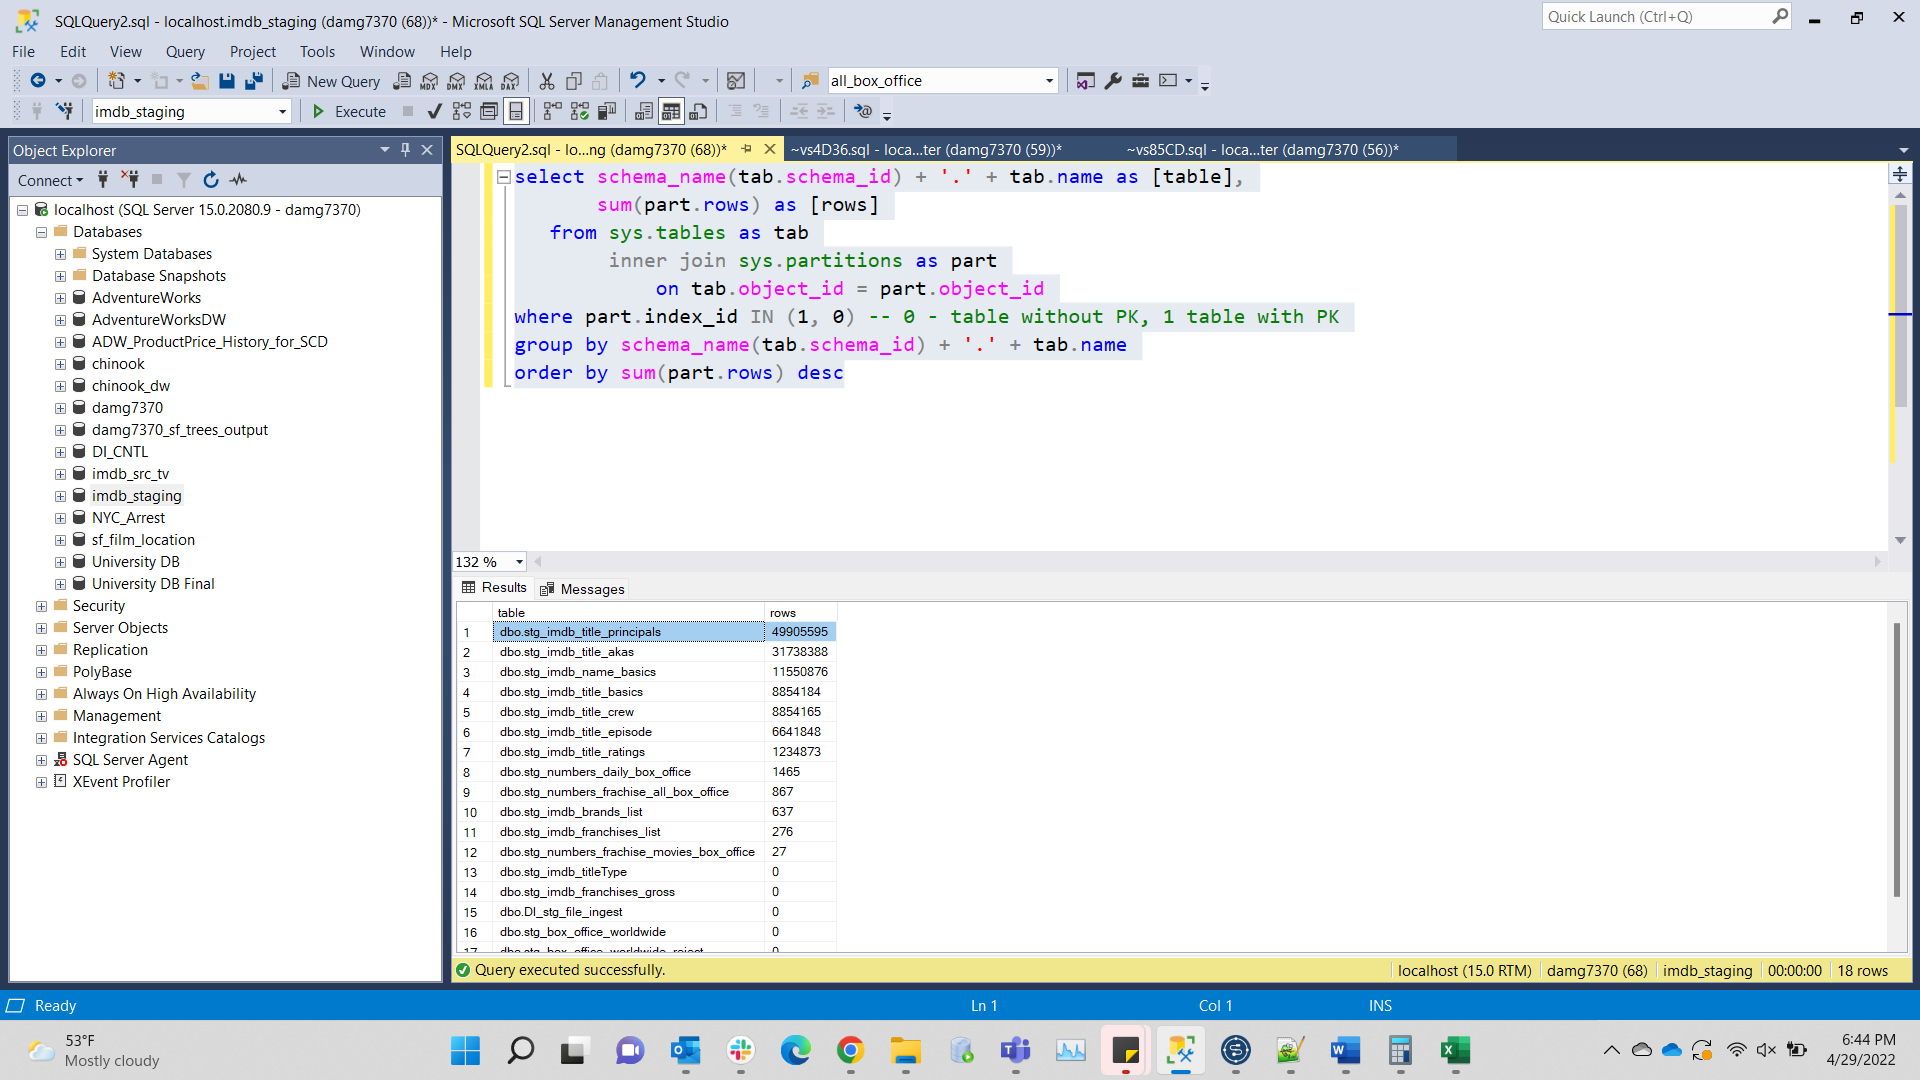 SQLQuery2.sql - localhost.imdb_staging (damg7370 (68))* - Microsoft SQL Server Management Studio
Quick Launch (Ctrl+Q)
File Edit View Query Project Tools Window Help
New Query
MDX DMX XMLA DAX
all_box_office
imdb_staging
Execute
Object Explorer
SQLQuery2.sql - lo...ng (damg7370 (68))*
~vs4D36.sql - loca...ter (damg7370 (59))*
~vs85CD.sql - loca...ter (damg7370 (56))*
Connect
localhost (SQL Server 15.0.2080.9 - damg7370)
Databases
System Databases
Database Snapshots
AdventureWorks
AdventureWorksDW
ADW_ProductPrice_History_for_SCD
chinook
chinook_dw
damg7370
damg7370_sf_trees_output
DI_CNTL
imdb_src_tv
imdb_staging
NYC_Arrest
sf_film_location
University DB
University DB Final
Security
Server Objects
Replication
PolyBase
Always On High Availability
Management
Integration Services Catalogs
SQL Server Agent
XEvent Profiler
select schema_name(tab.schema_id) + '.' + tab.name as [table],
sum(part.rows) as [rows]
from sys.tables as tab
inner join sys.partitions as part
on tab.object_id = part.object_id
where part.index_id IN (1, 0) -- 0 - table without PK, 1 table with PK
group by schema_name(tab.schema_id) + '.' + tab.name
order by sum(part.rows) desc
132 %
Results Messages
table rows
1 dbo.stg_imdb_title_principals 49905595
2 dbo.stg_imdb_title_akas 31738388
3 dbo.stg_imdb_name_basics 11550876
4 dbo.stg_imdb_title_basics 8854184
5 dbo.stg_imdb_title_crew 8854165
6 dbo.stg_imdb_title_episode 6641848
7 dbo.stg_imdb_title_ratings 1234873
8 dbo.stg_numbers_daily_box_office 1465
9 dbo.stg_numbers_frachise_all_box_office 867
10 dbo.stg_imdb_brands_list 637
11 dbo.stg_imdb_franchises_list 276
12 dbo.stg_numbers_frachise_movies_box_office 27
13 dbo.stg_imdb_titleType 0
14 dbo.stg_imdb_franchises_gross 0
15 dbo.DI_stg_file_ingest 0
16 dbo.stg_box_office_worldwide 0
17 dbo.stg_box_office_worldwide_reject 0
Query executed successfully.
localhost (15.0 RTM) damg7370 (68) imdb_staging 00:00:00 18 rows
Ready
Ln 1
Col 1
INS
53°F
Mostly cloudy
6:44 PM
4/29/2022